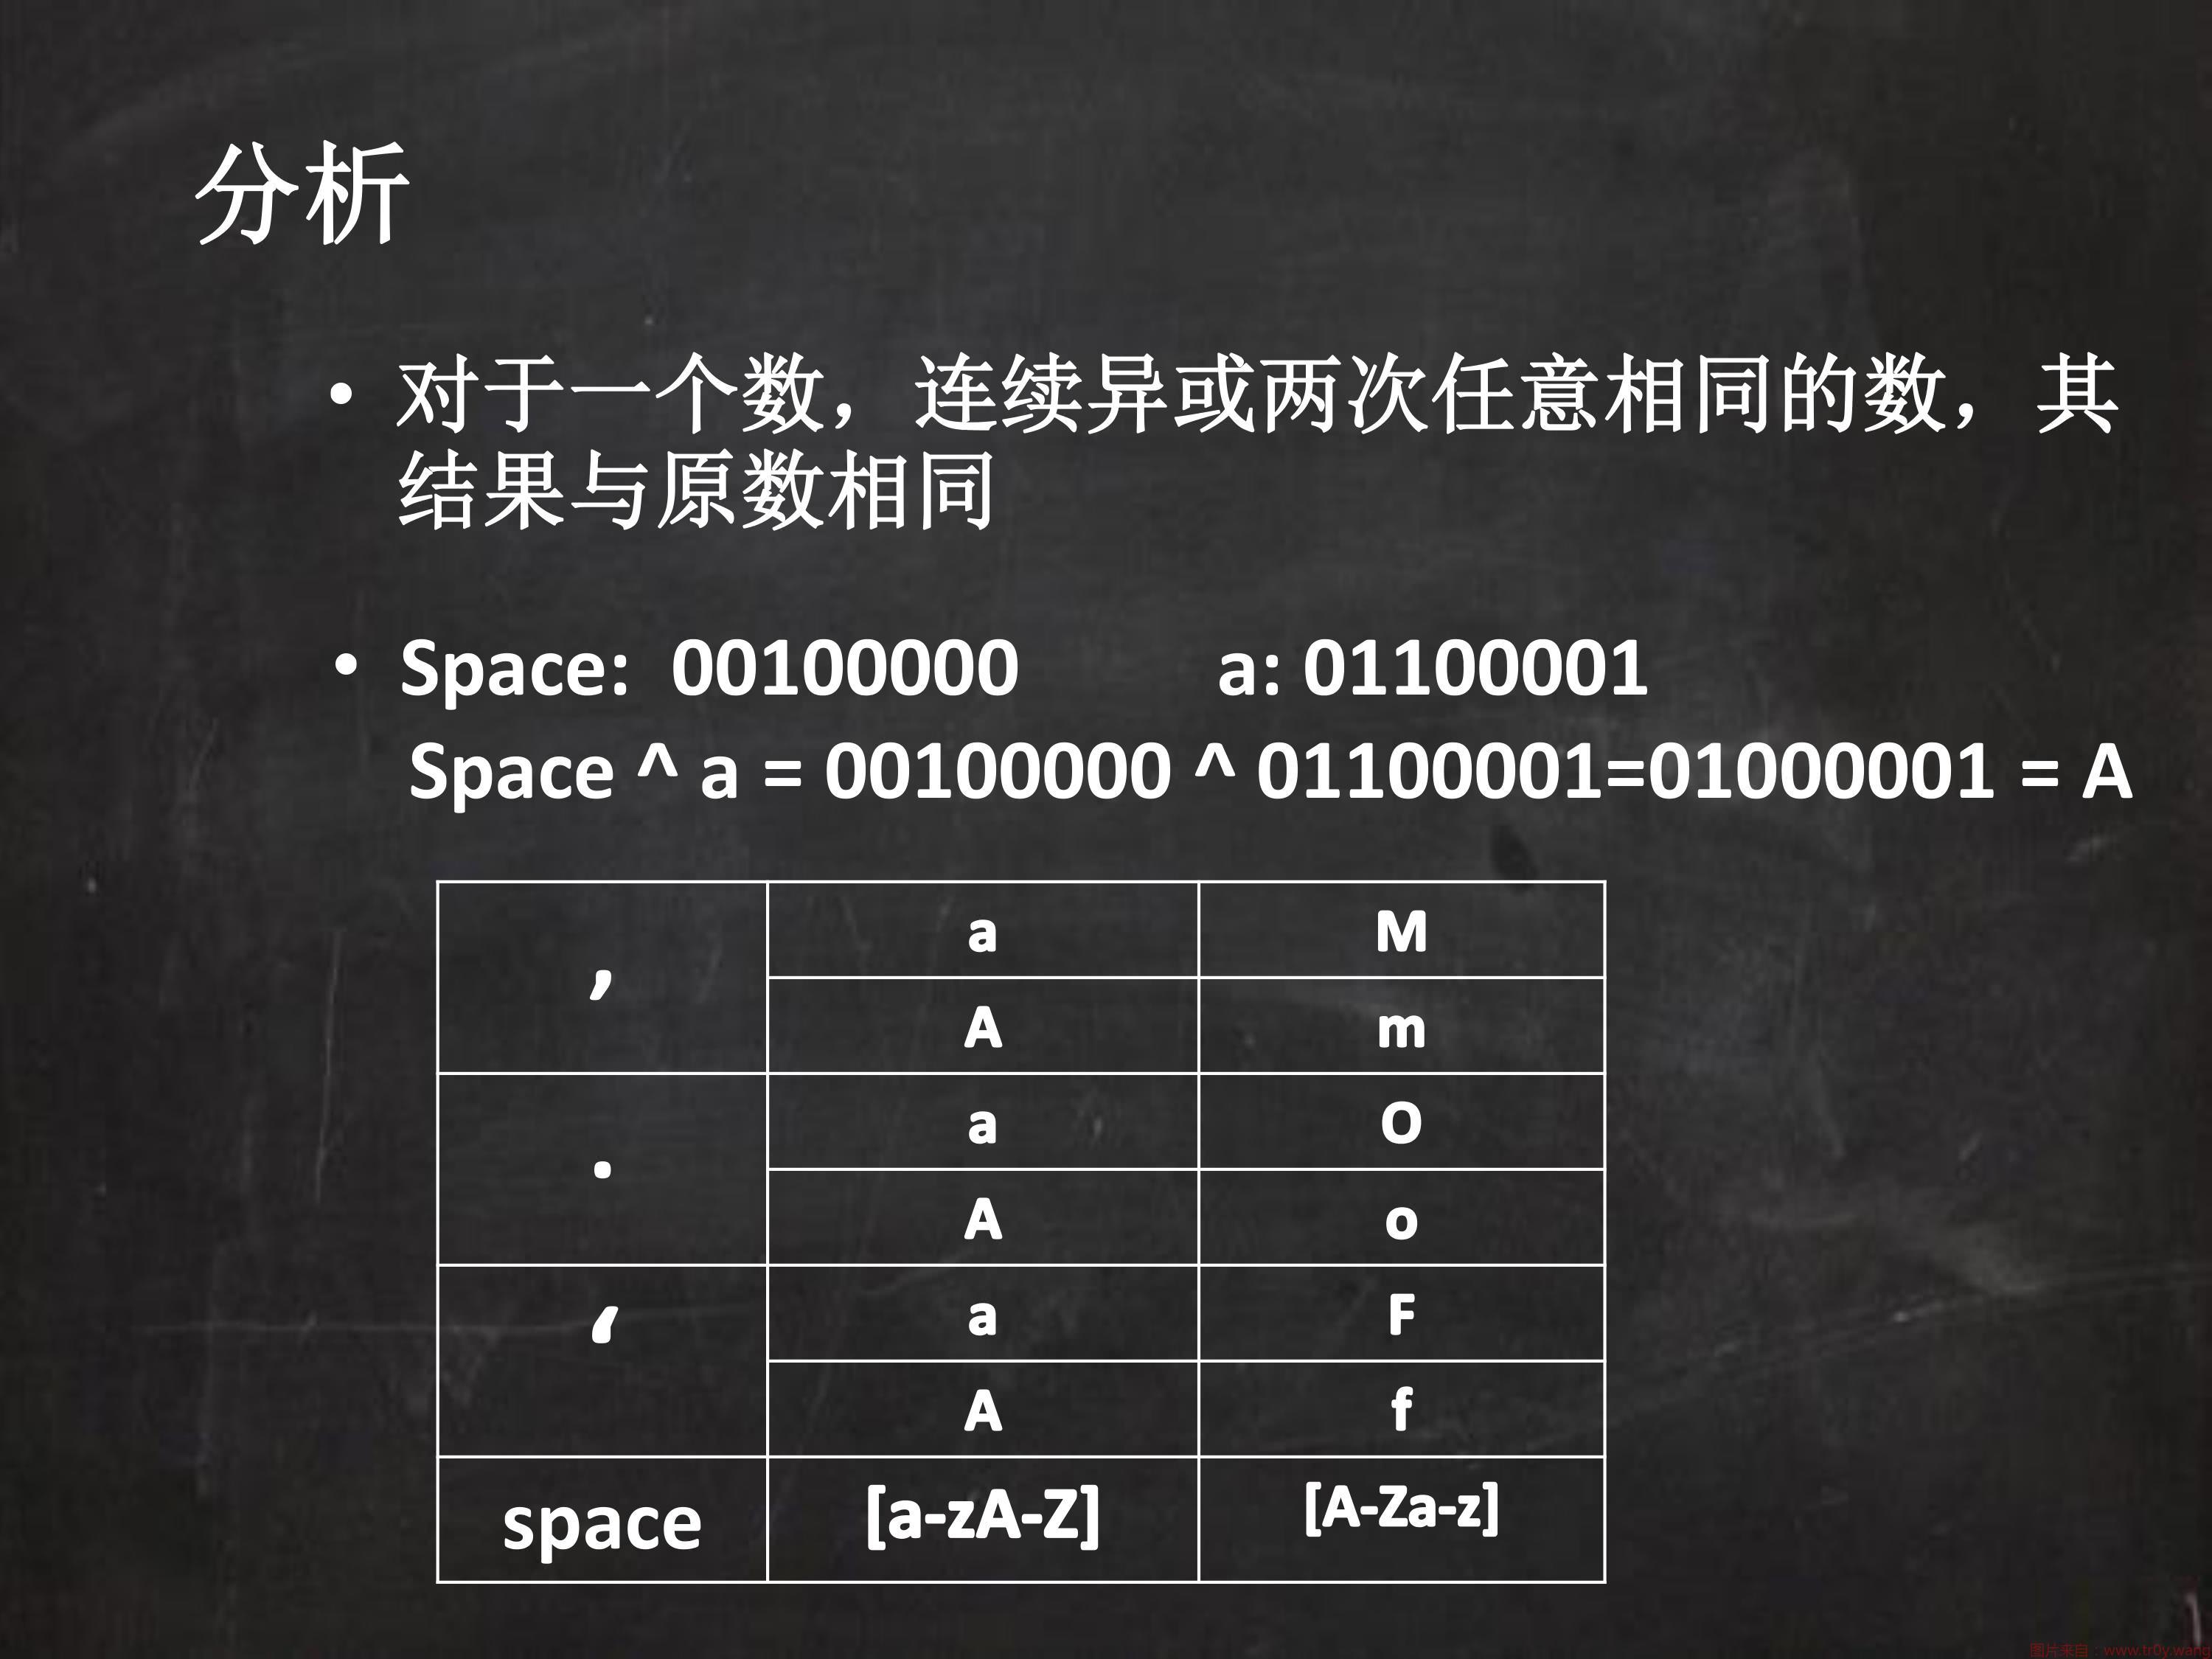 分析
• 对于一个数，连续异或两次任意相同的数，其
结果与原数相同
• Space: 00100000 a: 01100001
Space ^ a = 00100000 ^ 01100001=01000001 = A
, a M
A m
. a O
A o
‘ a F
A f
space [a-zA-Z] [A-Za-z]
图片来自：www.tr0y.wang